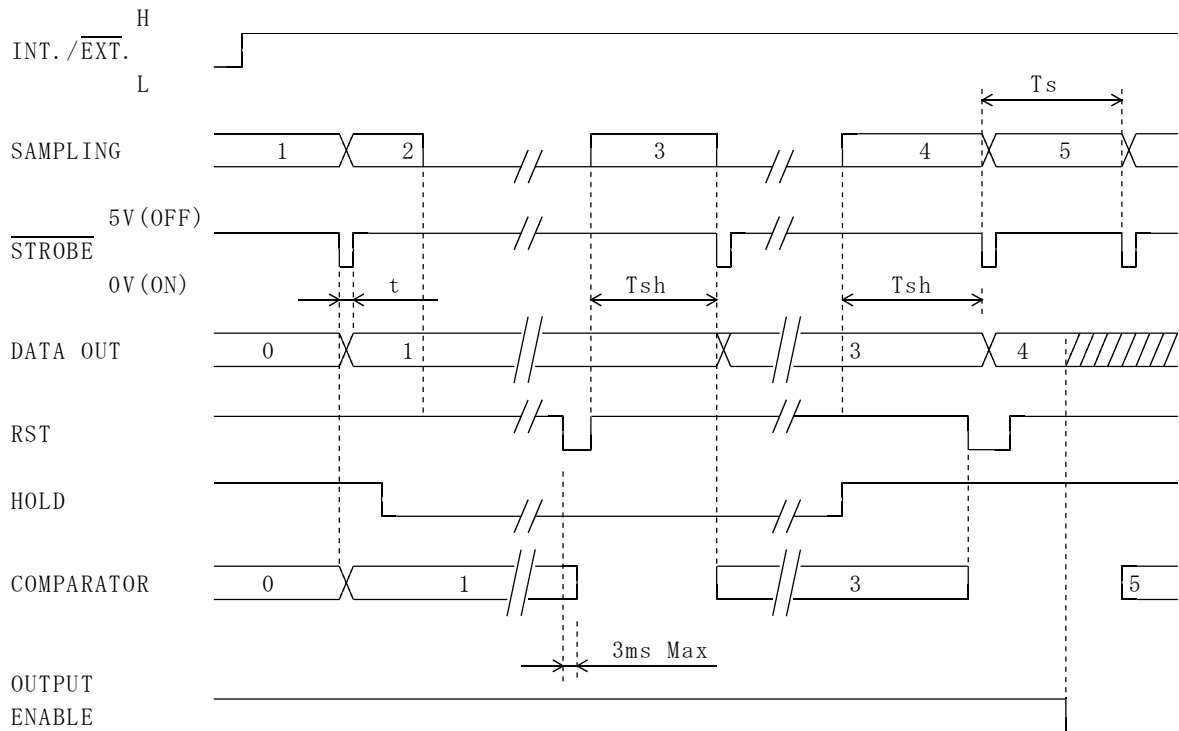 H
INT./EXT.
L
Ts
SAMPLING 1 2 3 4 5
5V(OFF)
STROBE
0V(ON) t Tsh Tsh
DATA OUT 0 1 3 4
RST
HOLD
COMPARATOR 0 1 3 5
3ms Max
OUTPUT
ENABLE